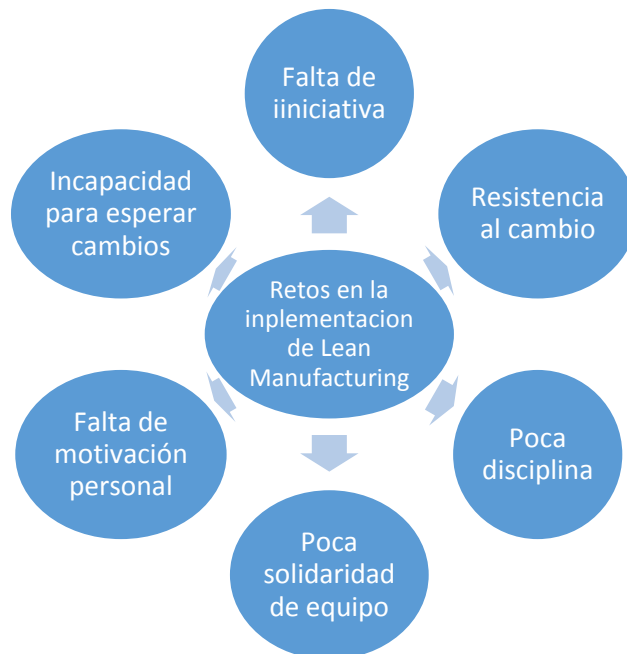 Falta de
iiniciativa
Resistencia
al cambio
Poca
disciplina
Poca
solidaridad
de equipo
Falta de
motivación
personal
Incapacidad
para esperar
cambios
Retos en la
inplementacion
de Lean
Manufacturing